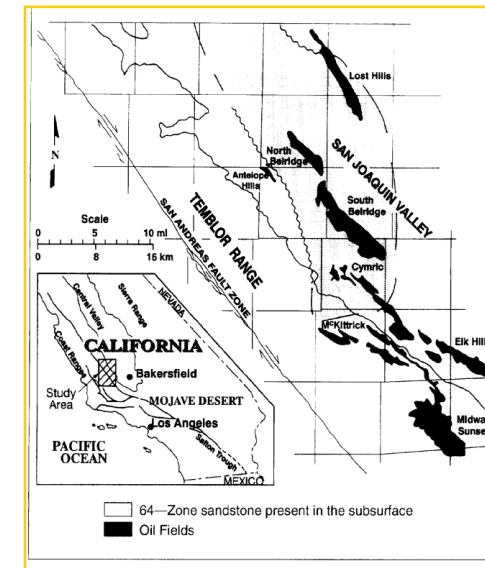 Lost Hills
North
Belridge
Antelope
Hills
SAN JOAQUIN VALLEY
South
Belridge
N
TEMBLOR RANGE
SAN ANDREAS FAULT ZONE
Scale
0 5 10 mi
0 8 16 km
Cymric
McKittrick
Elk Hill
Midwa
Sunse
NEVADA
Sierra Range
Central Valley
Coast Ranges
CALIFORNIA
Bakersfield
Study
Area
MOJAVE DESERT
Los Angeles
PACIFIC
OCEAN
Salton Trough
MEXICO
64—Zone sandstone present in the subsurface
Oil Fields